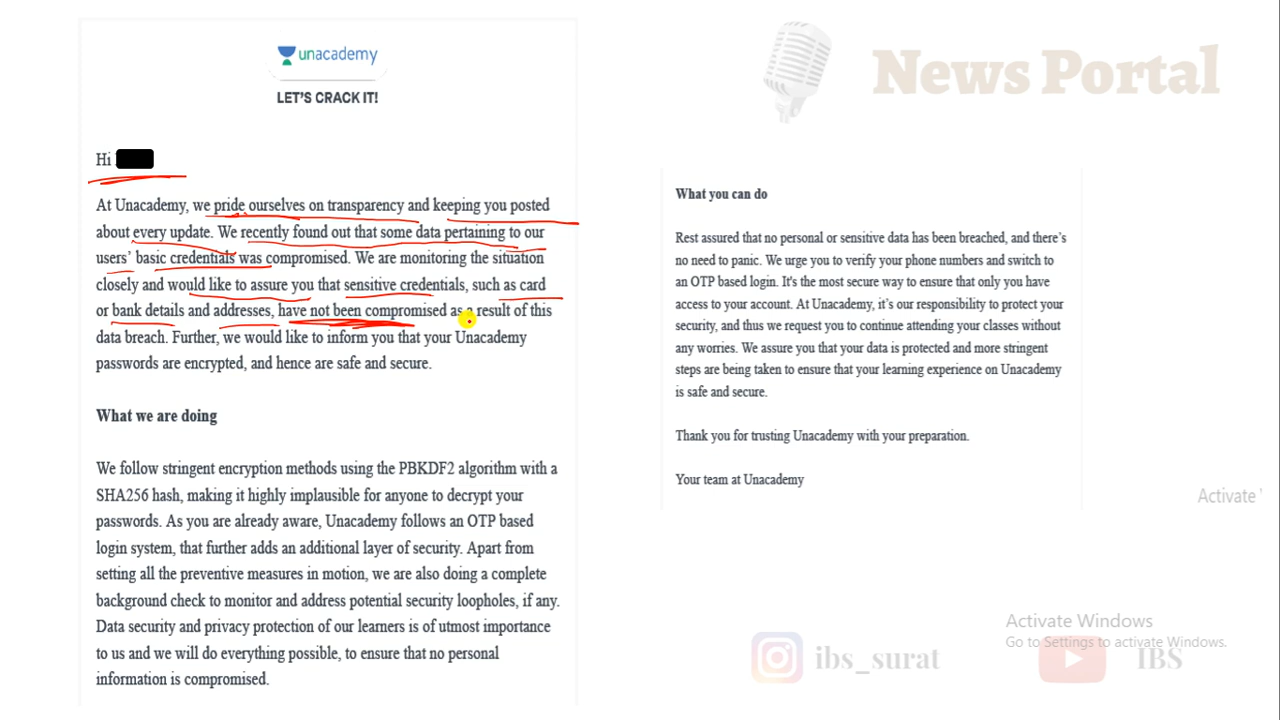 unacademy
LET'S CRACK IT!
Hi
At Unacademy, we pride ourselves on transparency and keeping you posted
about every update. We recently found out that some data pertaining to our
users' basic credentials was compromised. We are monitoring the situation
closely and would like to assure you that sensitive credentials, such as card
or bank details and addresses, have not been compromised as a result of this
data breach. Further, we would like to inform you that your Unacademy
passwords are encrypted, and hence are safe and secure.
What we are doing
We follow stringent encryption methods using the PBKDF2 algorithm with a
SHA256 hash, making it highly implausible for anyone to decrypt your
passwords. As you are already aware, Unacademy follows an OTP based
login system, that further adds an additional layer of security. Apart from
setting all the preventive measures in motion, we are also doing a complete
background check to monitor and address potential security loopholes, if any.
Data security and privacy protection of our learners is of utmost importance
to us and we will do everything possible, to ensure that no personal
information is compromised.
News Portal
What you can do
Rest assured that no personal or sensitive data has been breached, and there's
no need to panic. We urge you to verify your phone numbers and switch to
an OTP based login. It's the most secure way to ensure that only you have
access to your account. At Unacademy, it's our responsibility to protect your
security, and thus we request you to continue attending your classes without
any worries. We assure you that your data is protected and more stringent
steps are being taken to ensure that your learning experience on Unacademy
is safe and secure.
Thank you for trusting Unacademy with your preparation.
Your team at Unacademy
Activate
Activate Windows
Go to Settings to activate Windows.
ibs_surat
IBS